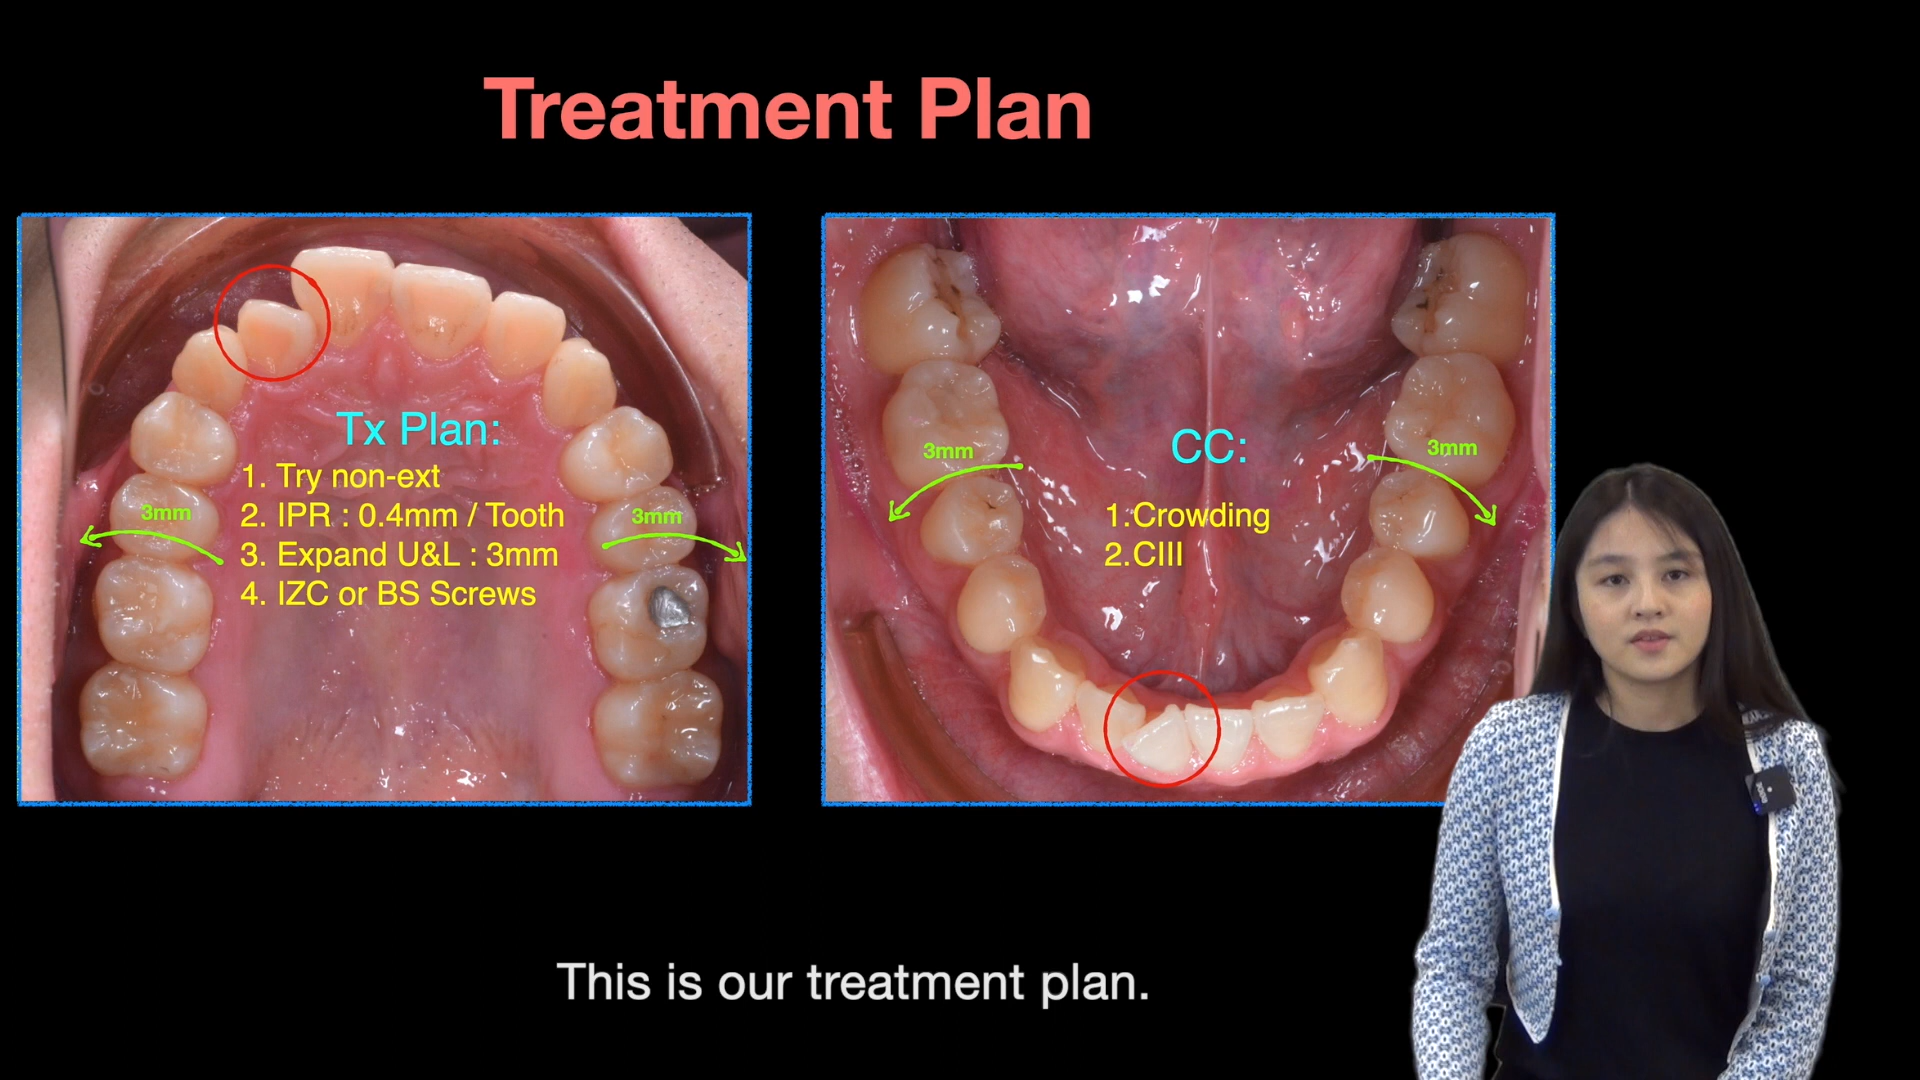 Treatment Plan
Tx Plan:
1. Try non-ext
2. IPR : 0.4mm / Tooth
3. Expand U&L : 3mm
4. IZC or BS Screws
3mm
3mm
CC:
1.Crowding
2.CIII
3mm
3mm
This is our treatment plan.